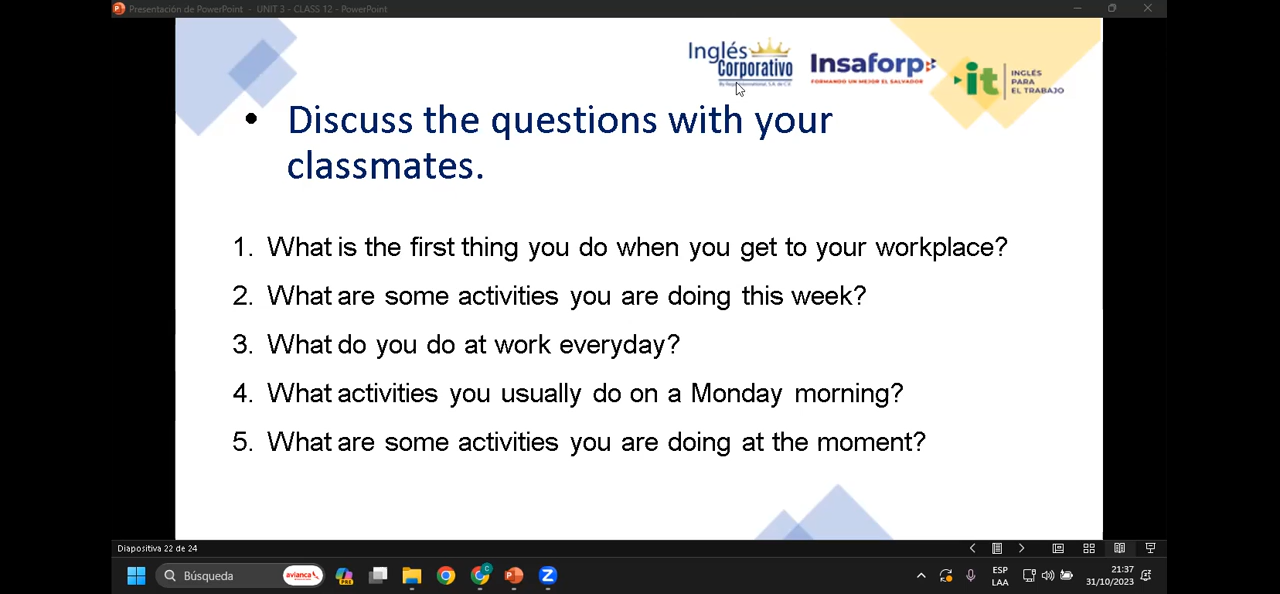 Presentación de PowerPoint - UNIT 3 - CLASS 12 - PowerPoint
Inglés
Corporativo
Insaforp
FORMANDO UN MEJOR EL SALVADOR
it
INGLÉS
PARA
EL TRABAJO
• Discuss the questions with your
classmates.
1. What is the first thing you do when you get to your workplace?
2. What are some activities you are doing this week?
3. What do you do at work everyday?
4. What activities you usually do on a Monday morning?
5. What are some activities you are doing at the moment?
Diapositiva 22 de 24
Búsqueda
avianca
PRE
ESP
LAA
21:37
31/10/2023